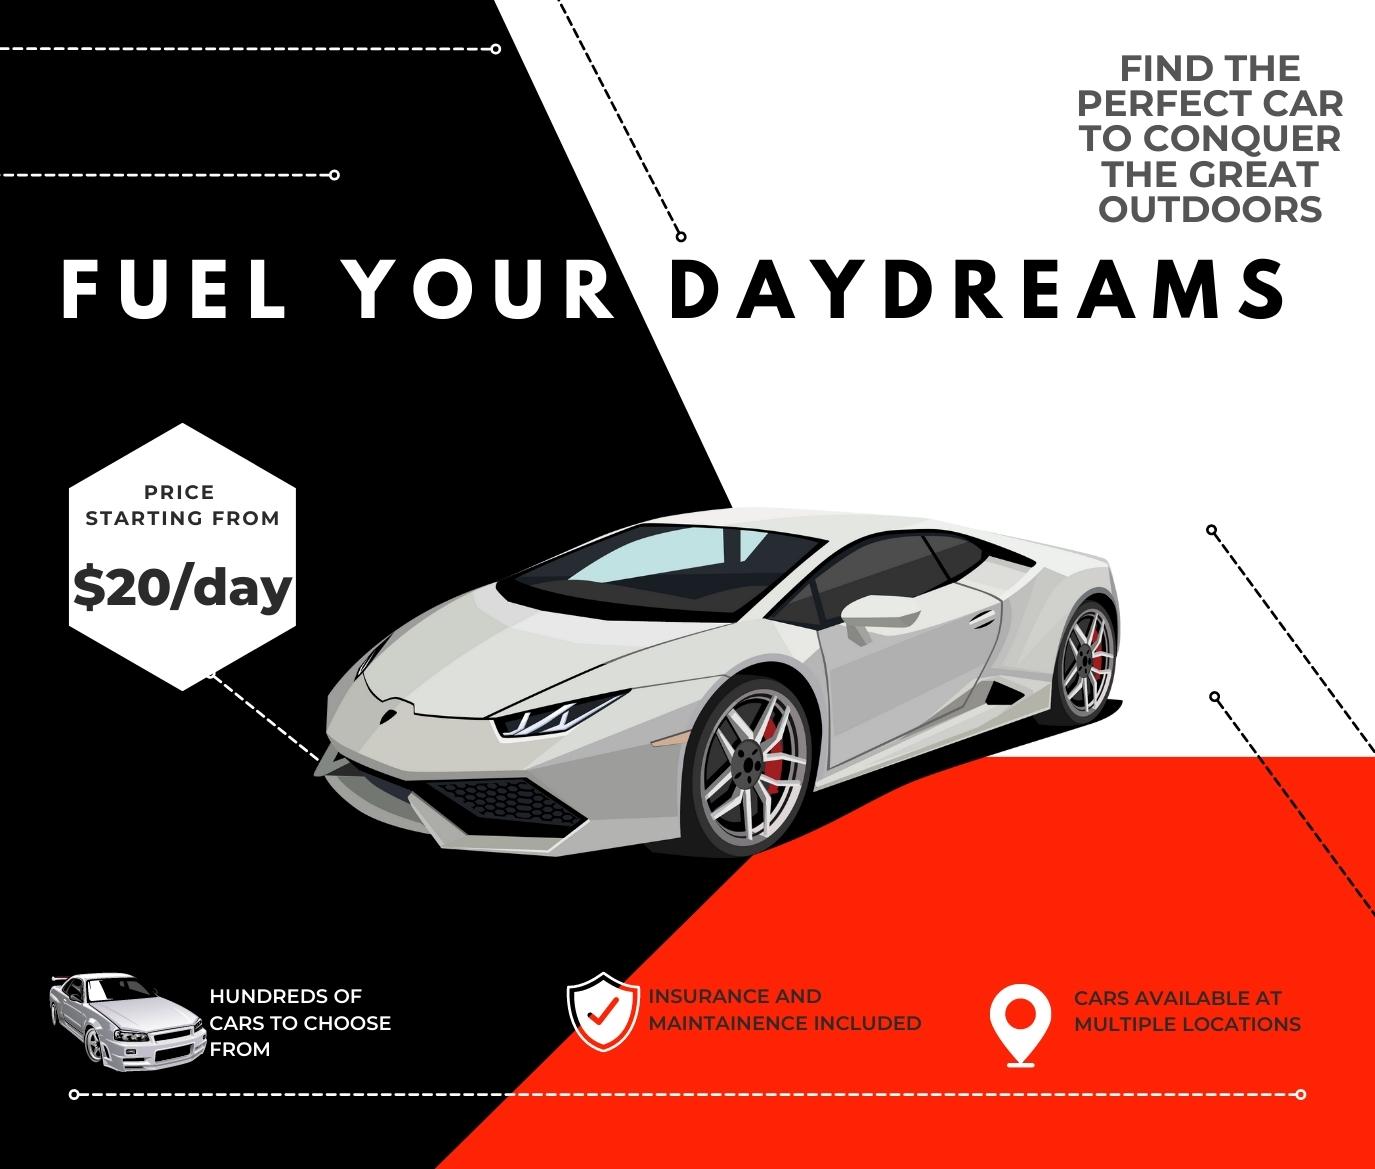 FIND THE
PERFECT CAR
TO CONQUER
THE GREAT
OUTDOORS
FUEL YOUR DAYDREAMS
PRICE
STARTING FROM
$20/day
HUNDREDS OF
CARS TO CHOOSE
FROM
INSURANCE AND
MAINTAINENCE INCLUDED
CARS AVAILABLE AT
MULTIPLE LOCATIONS